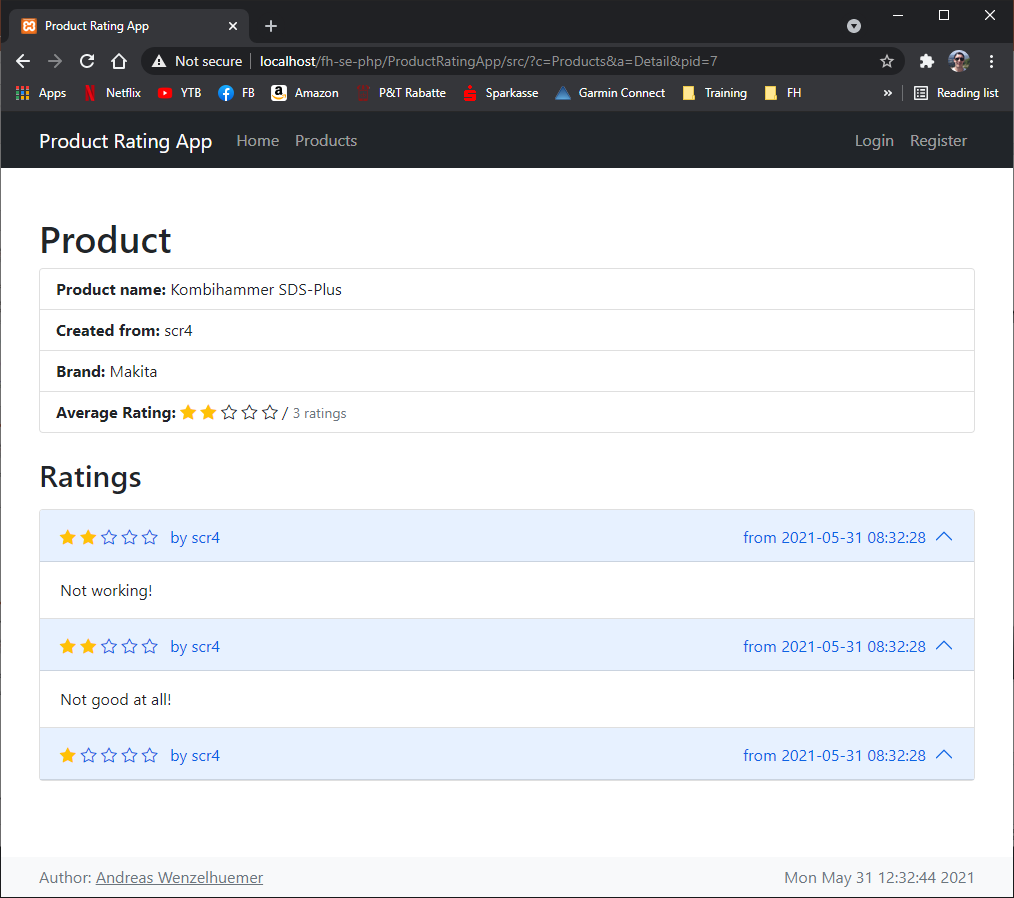 Product Rating App
Not secure localhost/fh-se-php/ProductRatingApp/src/?c=Products&a=Detail&pid=7
Apps Netflix YTB FB Amazon P&T Rabatte Sparkasse Garmin Connect Training FH » Reading list
Product Rating App Home Products Login Register
Product
Product name: Kombihammer SDS-Plus
Created from: scr4
Brand: Makita
Average Rating: / 3 ratings
Ratings
by scr4 from 2021-05-31 08:32:28
Not working!
by scr4 from 2021-05-31 08:32:28
Not good at all!
by scr4 from 2021-05-31 08:32:28
Author: Andreas Wenzelhuemer Mon May 31 12:32:44 2021